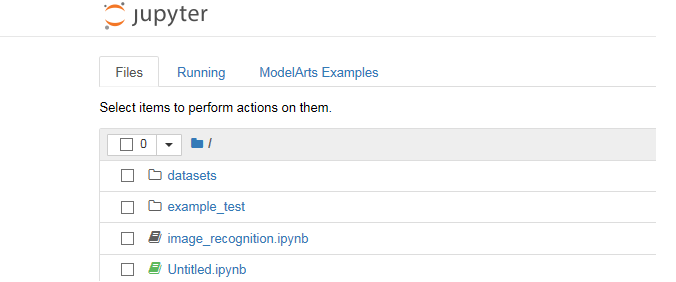 jupyter
Files Running ModelArts Examples
Select items to perform actions on them.
0 /
datasets
example_test
image_recognition.ipynb
Untitled.ipynb